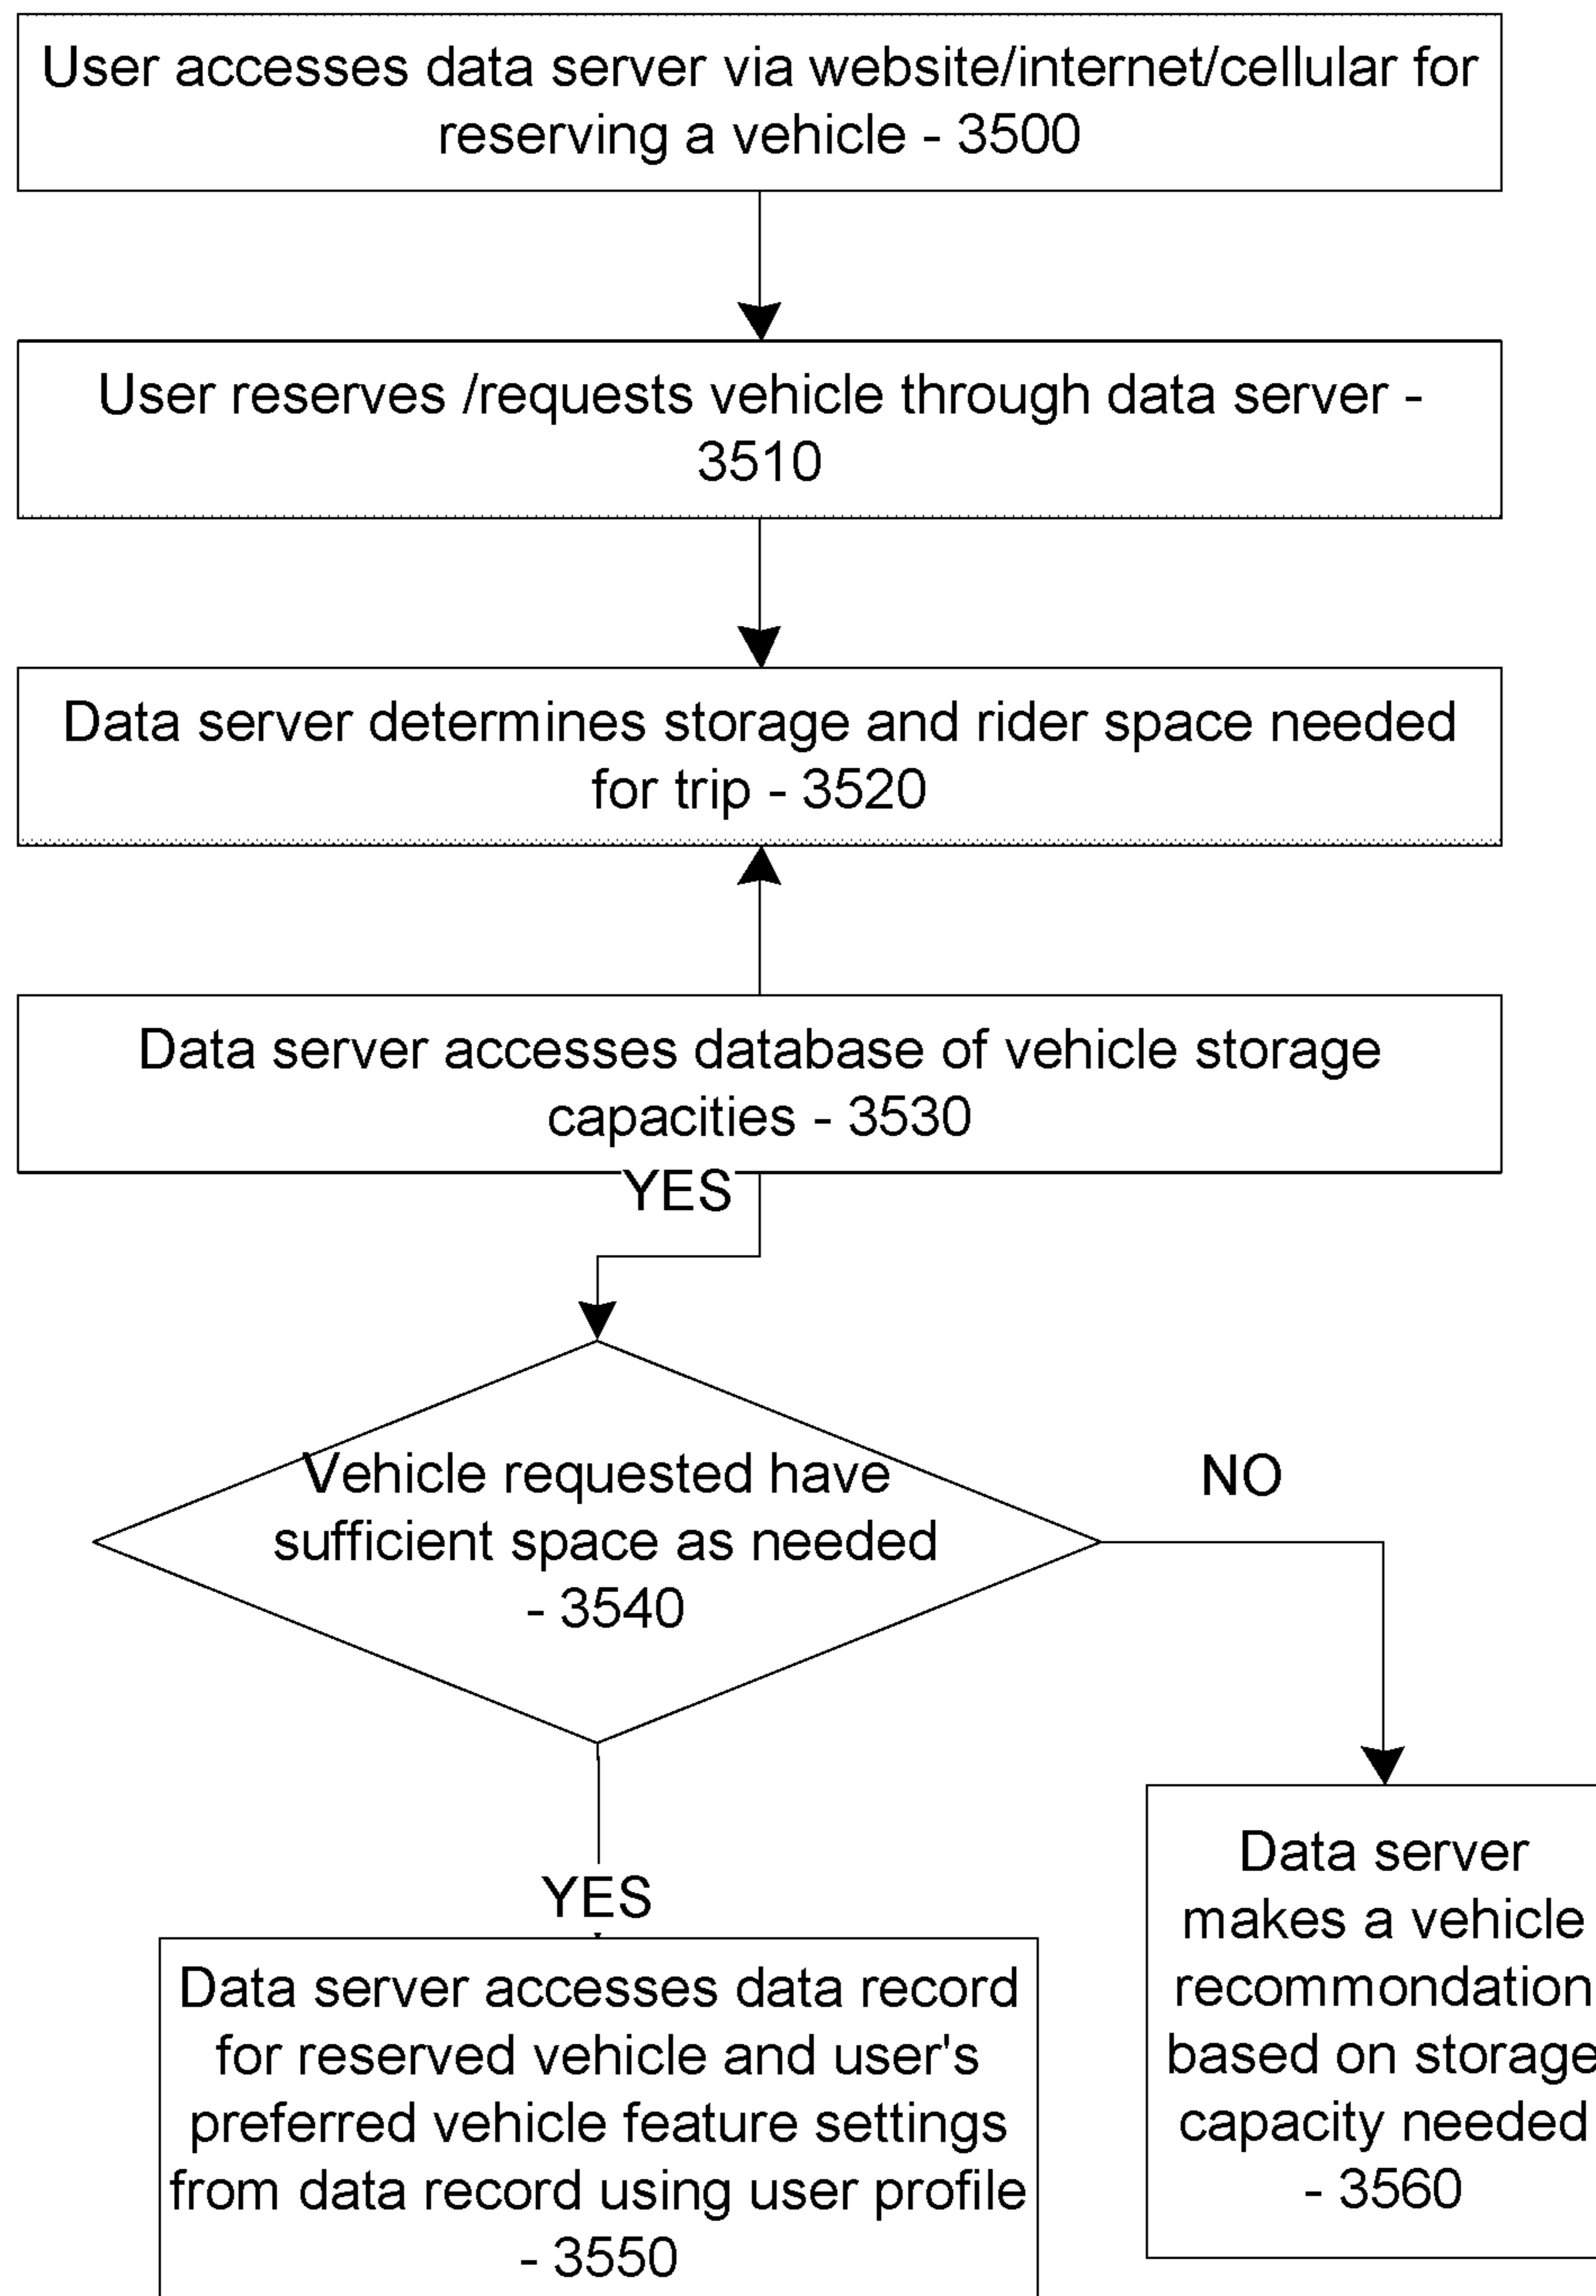 User accesses data server via website/internet/cellular for
reserving a vehicle - 3500
User reserves /requests vehicle through data server -
3510
Data server determines storage and rider space needed
for trip - 3520
Data server accesses database of vehicle storage
capacities - 3530
YES
Vehicle requested have
sufficient space as needed
- 3540
NO
YES
Data server accesses data record
for reserved vehicle and user's
preferred vehicle feature settings
from data record using user profile
- 3550
Data server
makes a vehicle
recommondation
based on storage
capacity needed
- 3560